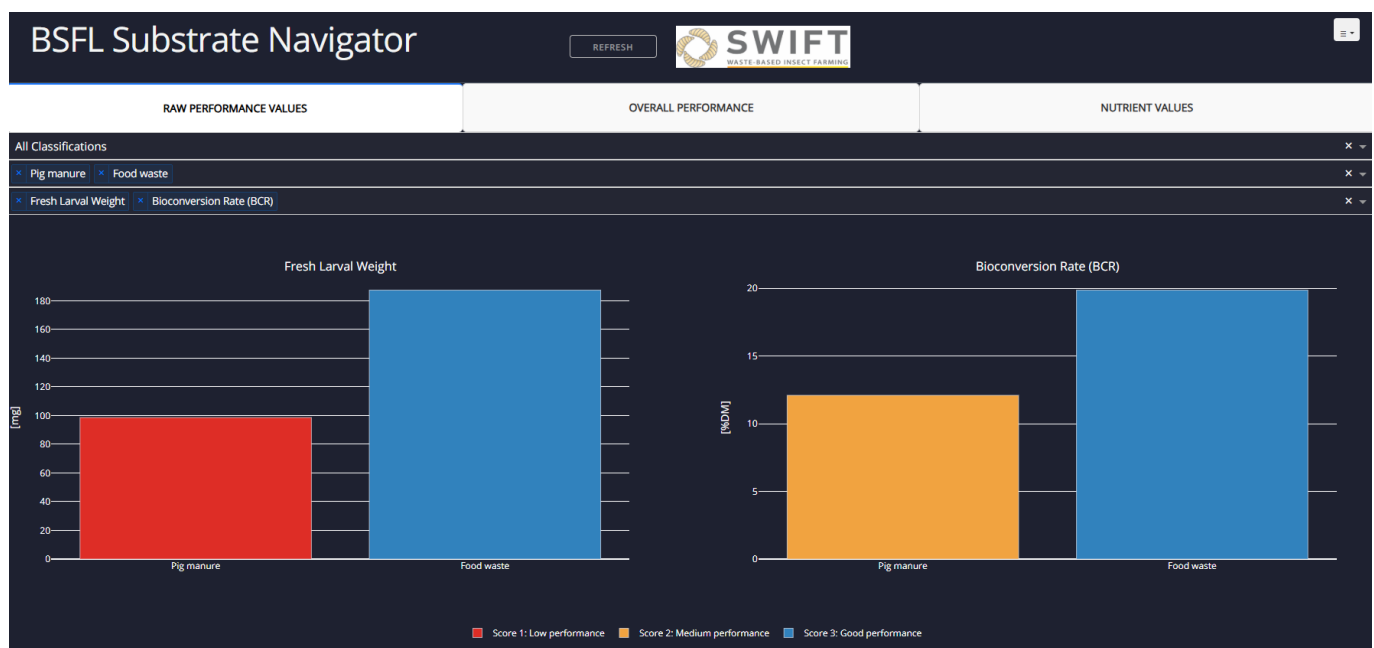 BSFL Substrate Navigator
REFRESH
SWIFT
WASTE-BASED INSECT FARMING
RAW PERFORMANCE VALUES
OVERALL PERFORMANCE
NUTRIENT VALUES
All Classifications
× Pig manure × Food waste
× Fresh Larval Weight × Bioconversion Rate (BCR)
Fresh Larval Weight
180
160
140
120
100
80
60
40
20
0
[mg]
Pig manure
Food waste
Bioconversion Rate (BCR)
20
15
10
5
0
[%DM]
Pig manure
Food waste
Score 1: Low performance
Score 2: Medium performance
Score 3: Good performance